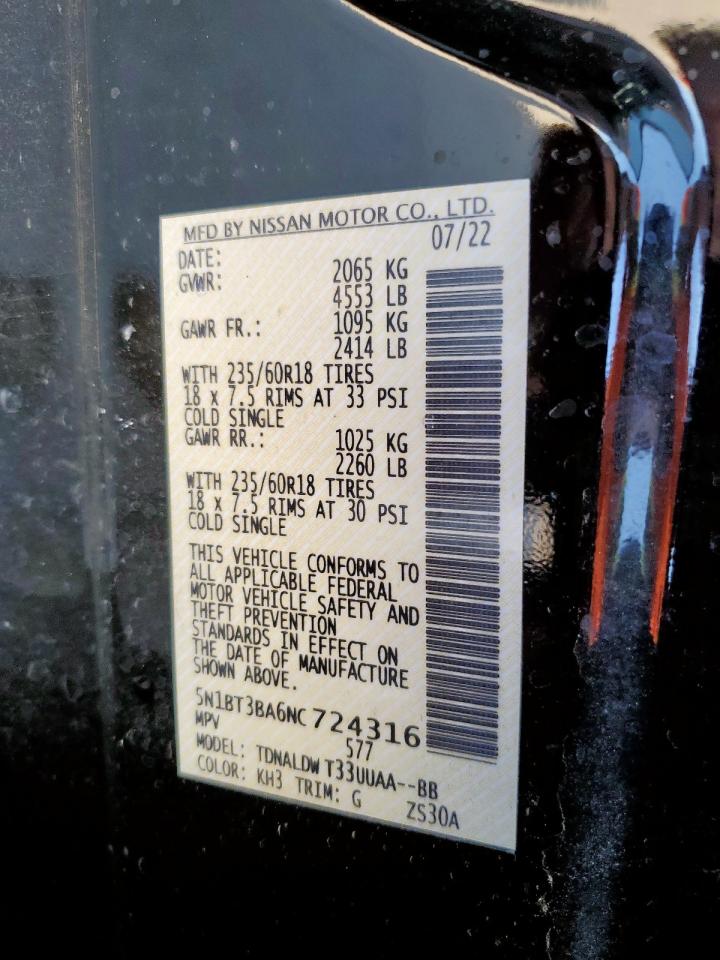 MFD BY NISSAN MOTOR CO., LTD.
DATE: 07/22
GVWR: 2065 KG
4553 LB
GAWR FR.: 1095 KG
2414 LB
WITH 235/60R18 TIRES
18 x 7.5 RIMS AT 33 PSI
COLD SINGLE
GAWR RR.: 1025 KG
2260 LB
WITH 235/60R18 TIRES
18 x 7.5 RIMS AT 30 PSI
COLD SINGLE
THIS VEHICLE CONFORMS TO
ALL APPLICABLE FEDERAL
MOTOR VEHICLE SAFETY AND
THEFT PREVENTION
STANDARDS IN EFFECT ON
THE DATE OF MANUFACTURE
SHOWN ABOVE.
5N1BT3BA6NC 724316
MPV 577
MODEL: TDNALDW T33UUAA--BB
COLOR: KH3 TRIM: G ZS30A